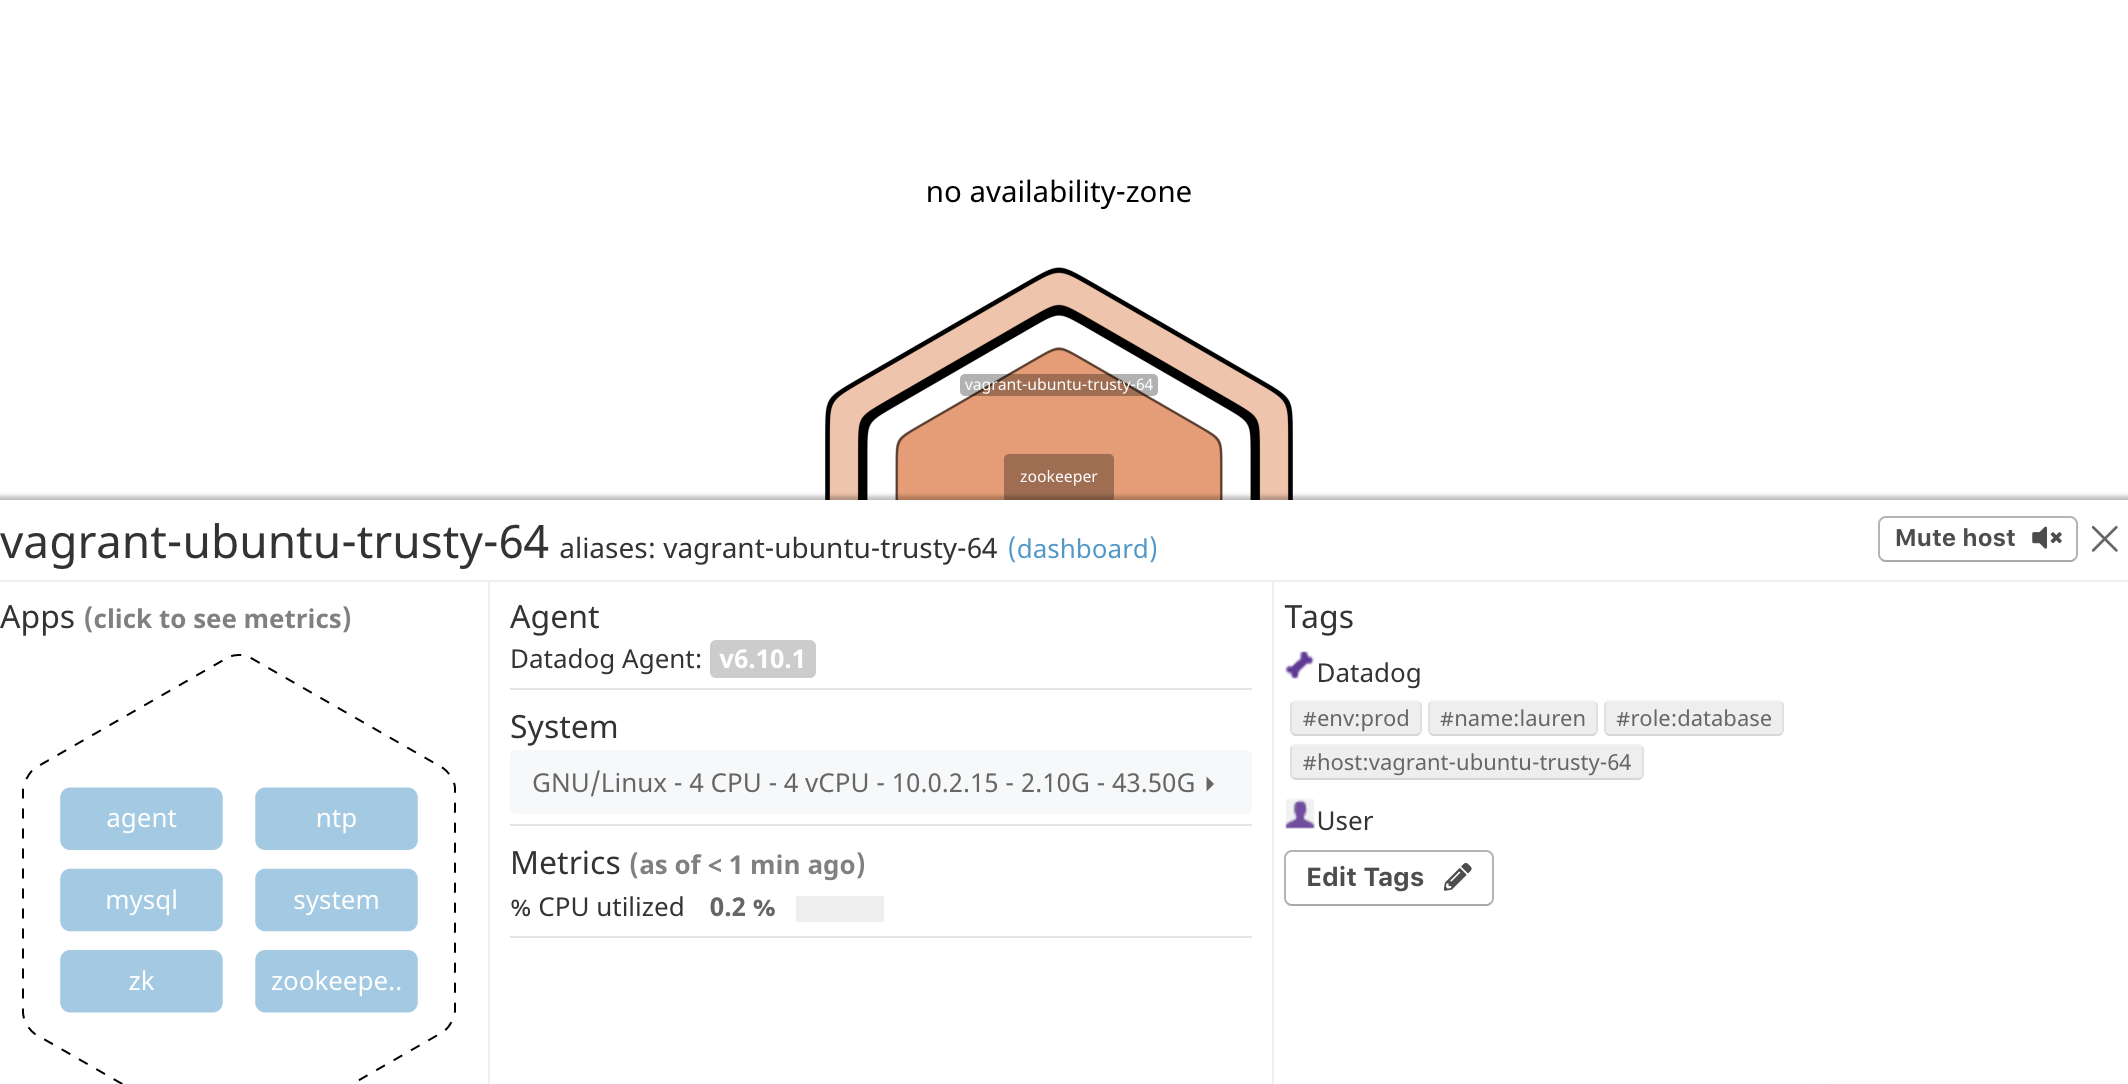 no availability-zone
vagrant-ubuntu-trusty-64
zookeeper
vagrant-ubuntu-trusty-64 aliases: vagrant-ubuntu-trusty-64 (dashboard)
Mute host
Apps (click to see metrics)
agent
ntp
mysql
system
zk
zookeepe..
Agent
Datadog Agent: v6.10.1
System
GNU/Linux - 4 CPU - 4 vCPU - 10.0.2.15 - 2.10G - 43.50G
Metrics (as of < 1 min ago)
% CPU utilized 0.2 %
Tags
Datadog
#env:prod #name:lauren #role:database
#host:vagrant-ubuntu-trusty-64
User
Edit Tags